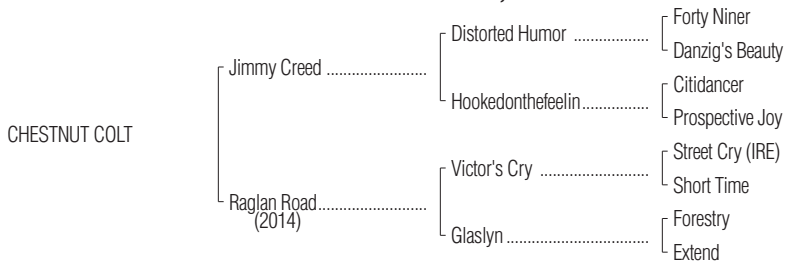 Forty Niner
Distorted Humor ..................
Danzig's Beauty
Jimmy Creed .......................
Citidancer
Hookedonthefeelin...............
Prospective Joy
CHESTNUT COLT
Street Cry (IRE)
Victor's Cry .........................
Short Time
Raglan Road.........................
(2014)
Forestry
Glaslyn .................................
Extend